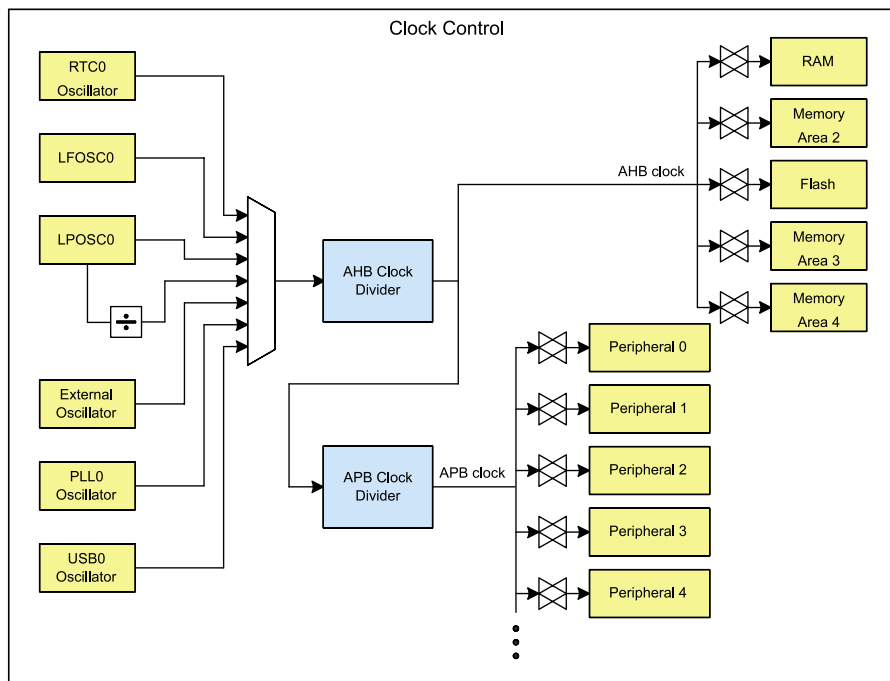 Clock Control
RTC0
Oscillator
LFOSC0
LPOSC0
÷
External
Oscillator
PLL0
Oscillator
USB0
Oscillator
AHB Clock
Divider
AHB clock
RAM
Memory
Area 2
Flash
Memory
Area 3
Memory
Area 4
APB Clock
Divider
APB clock
Peripheral 0
Peripheral 1
Peripheral 2
Peripheral 3
Peripheral 4